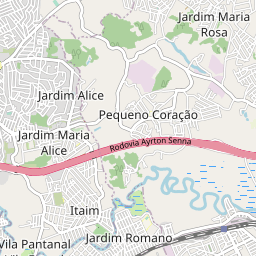 Jardim Maria
Rosa
Jardim Alice
Pequeno Coração
Jardim Maria
Alice
Rodovia Ayrton Senna
Itaim
Vila Pantanal
Jardim Romano